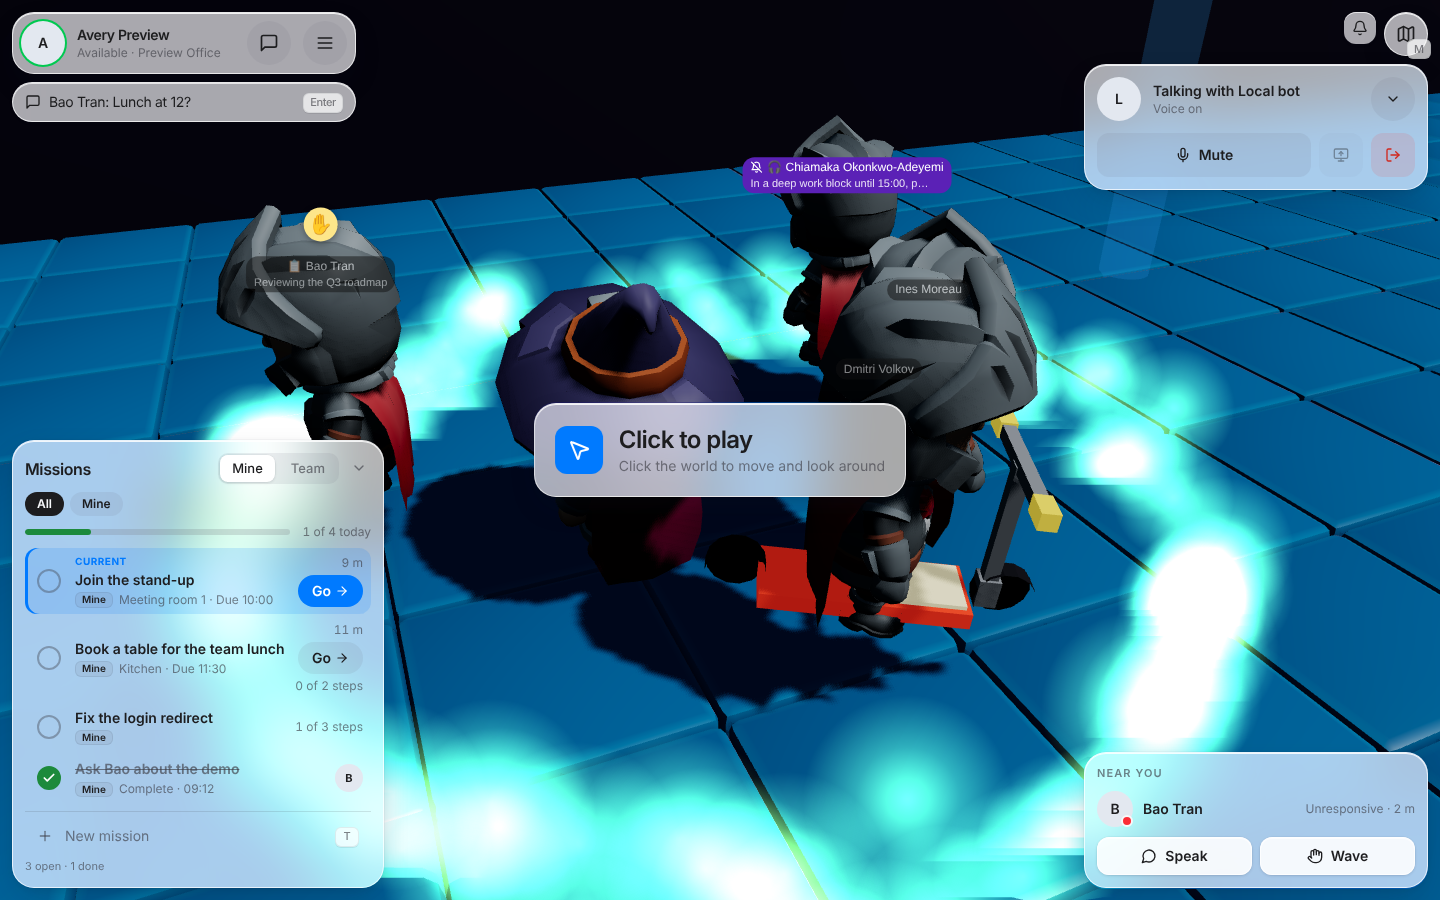 A
Avery Preview
Available · Preview Office
Bao Tran: Lunch at 12?
Enter
M
L
Talking with Local bot
Voice on
Mute
Chiamaka Okonkwo-Adeyemi
In a deep work block until 15:00, p…
Bao Tran
Reviewing the Q3 roadmap
Ines Moreau
Dmitri Volkov
Click to play
Click the world to move and look around
Missions
Mine
Team
All
Mine
1 of 4 today
CURRENT
9 m
Join the stand-up
Go
Mine
Meeting room 1 · Due 10:00
11 m
Book a table for the team lunch
Go
Mine
Kitchen · Due 11:30
0 of 2 steps
Fix the login redirect
1 of 3 steps
Mine
Ask Bao about the demo
B
Mine
Complete · 09:12
New mission
T
3 open · 1 done
NEAR YOU
B
Bao Tran
Unresponsive · 2 m
Speak
Wave